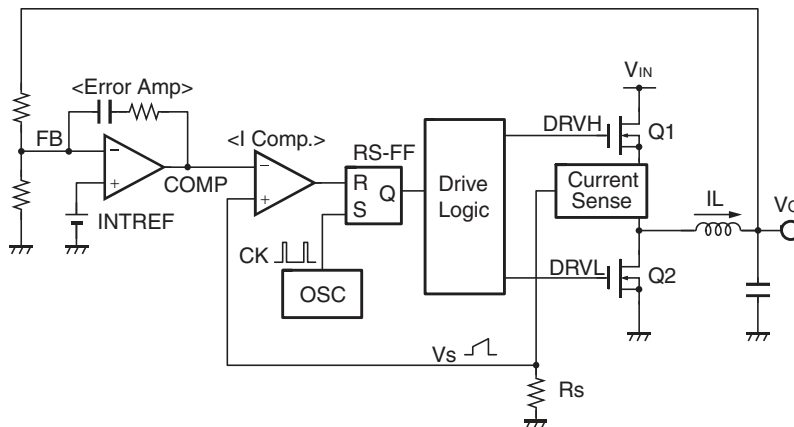 <Error Amp>
VIN
FB
<I Comp.>
DRVH
Q1
RS-FF
COMP
R
S
Q
Drive
Logic
Current
Sense
INTREF
IL
CK
OSC
DRVL
Q2
Vs
Rs